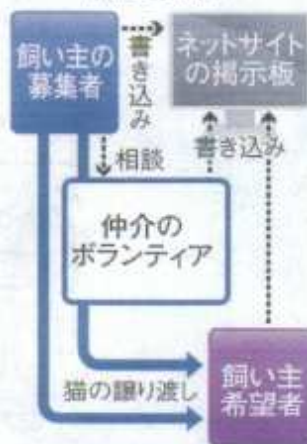 飼い主の
募集者
書き込み
ネットサイト
の掲示板
相談
書き込み
仲介の
ボランティア
猫の譲り渡し
飼い主
希望者